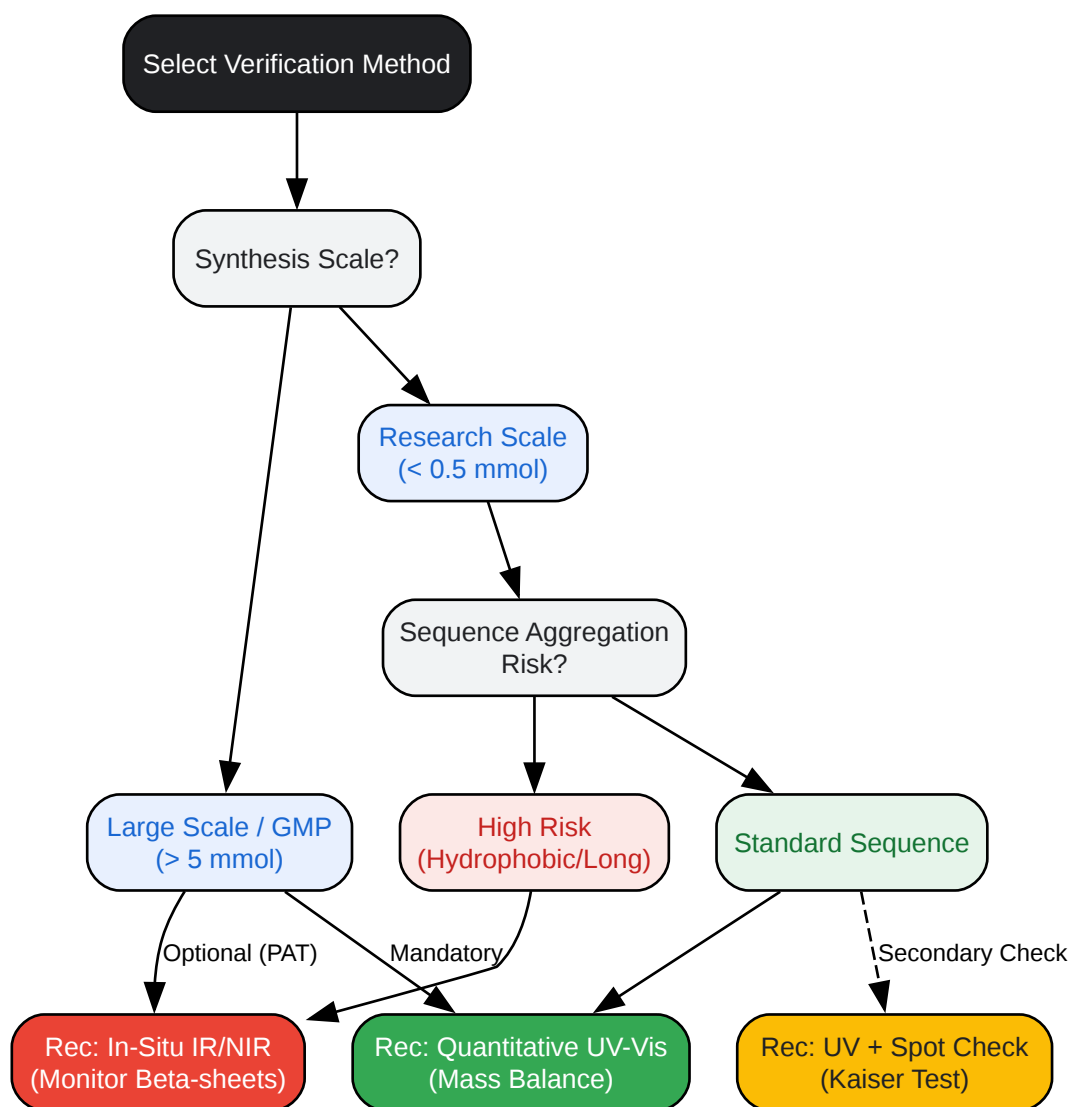 Select Verification Method
Synthesis Scale?
Research Scale
(< 0.5 mmol)
Sequence Aggregation
Risk?
Large Scale / GMP
(> 5 mmol)
High Risk
(Hydrophobic/Long)
Standard Sequence
Optional (PAT)
Mandatory
Secondary Check
Rec: In-Situ IR/NIR
(Monitor Beta-sheets)
Rec: Quantitative UV-Vis
(Mass Balance)
Rec: UV + Spot Check
(Kaiser Test)